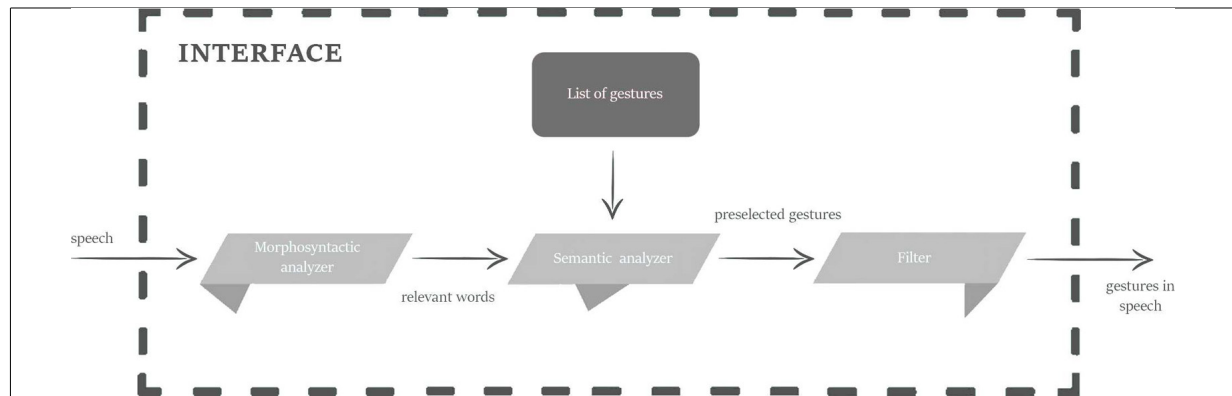 INTERFACE
List of gestures
preselected gestures
speech
Morphosyntactic
analyzer
Semantic analyzer
Filter
relevant words
gestures in
speech